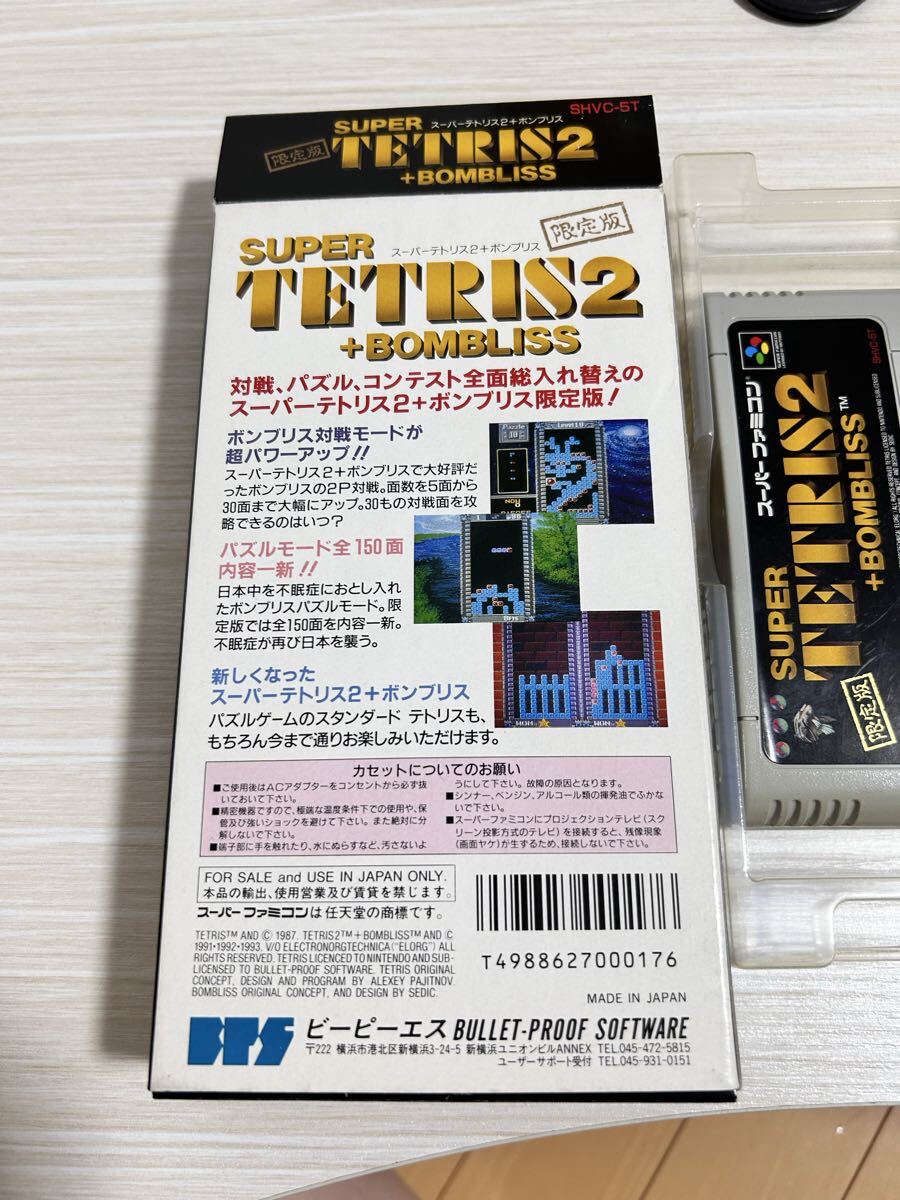 SHVC-5T
限定版
SUPER
スーパーテトリス2+ボンブリス
TETRIS2
+BOMBLISS
SUPER
スーパーテトリス2+ボンブリス
限定版
TETRIS2
+BOMBLISS
対戦、パズル、コンテスト全面総入れ替えの
スーパーテトリス2+ボンブリス限定版!
ボンブリス対戦モードが
超パワーアップ!!
スーパーテトリス2+ボンブリスで大好評だ
ったボンブリスの2P対戦。面数を5面から
30面まで大幅にアップ。30もの対戦面を攻
略できるのはいつ?
パズルモード全150面
内容一新!!
日本中を不眠症におとし入れ
たボンブリスパズルモード。限
定版では全150面を内容一新。
不眠症が再び日本を襲う。
新しくなった
スーパーテトリス2+ボンブリス
パズルゲームのスタンダード テトリスも、
もちろん今まで通りお楽しみいただけます。
Puzzle
10
Level 10
WON
WON
カセットについてのお願い
■ご使用後はACアダプターをコンセントから必ず抜
いておいて下さい。
■精密機器ですので、極端な温度条件下での使用や、保
管及び強いショックを避けて下さい。また絶対に分
解しないで下さい。
■端子部に手を触れたり、水にぬらすなど、汚さないよ
うにして下さい。故障の原因となります。
■シンナー、ベンジン、アルコール類の揮発油でふかな
いで下さい。
■スーパーファミコンにプロジェクションテレビ(スク
リーン投影方式のテレビ)を接続すると、残像現象
(画面ヤケ)が生ずるため、接続しないで下さい。
FOR SALE and USE IN JAPAN ONLY.
本品の輸出、使用営業及び賃貸を禁じます。
スーパーファミコンは任天堂の商標です。
TETRIS™ AND © 1987. TETRIS2™+BOMBLISS™ AND ©
1991•1992•1993. V/O ELECTRONORGTECHNICA("ELORG") ALL
RIGHTS RESERVED. TETRIS LICENCED TO NINTENDO AND SUB-
LICENSED TO BULLET-PROOF SOFTWARE. TETRIS ORIGINAL
CONCEPT, DESIGN AND PROGRAM BY ALEXEY PAJITNOV.
BOMBLISS ORIGINAL CONCEPT, AND DESIGN BY SEDIC.
T4988627000176
MADE IN JAPAN
BPS ビーピーエス BULLET-PROOF SOFTWARE
〒222 横浜市港北区新横浜3-24-5 新横浜ユニオンビルANNEX TEL.045-472-5815
ユーザーサポート受付 TEL.045-931-0151
スーパーファミコン
SHVC-5T
SUPER
TETRIS2
+BOMBLISS™
限定版